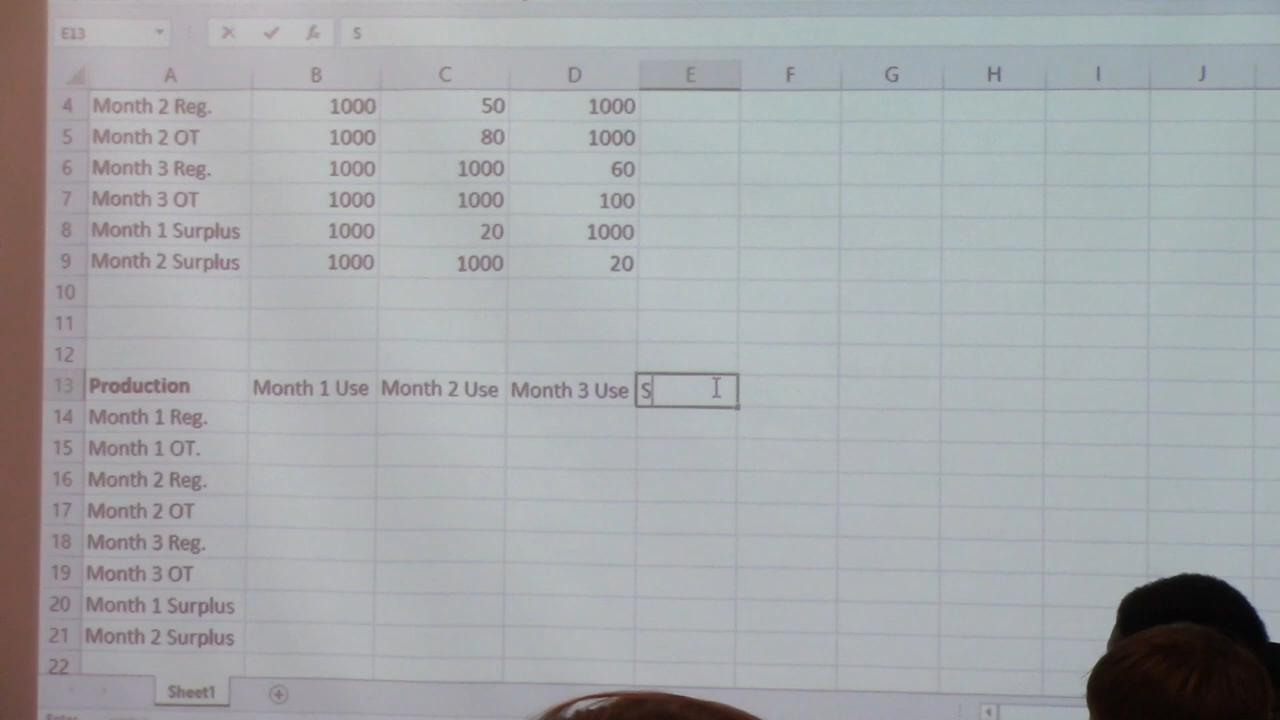 E13 fx S
A B C D E F G H I J
4 Month 2 Reg. 1000 50 1000
5 Month 2 OT 1000 80 1000
6 Month 3 Reg. 1000 1000 60
7 Month 3 OT 1000 1000 100
8 Month 1 Surplus 1000 20 1000
9 Month 2 Surplus 1000 1000 20
10
11
12
13 Production Month 1 Use Month 2 Use Month 3 Use S
14 Month 1 Reg.
15 Month 1 OT.
16 Month 2 Reg.
17 Month 2 OT
18 Month 3 Reg.
19 Month 3 OT
20 Month 1 Surplus
21 Month 2 Surplus
22
Sheet1